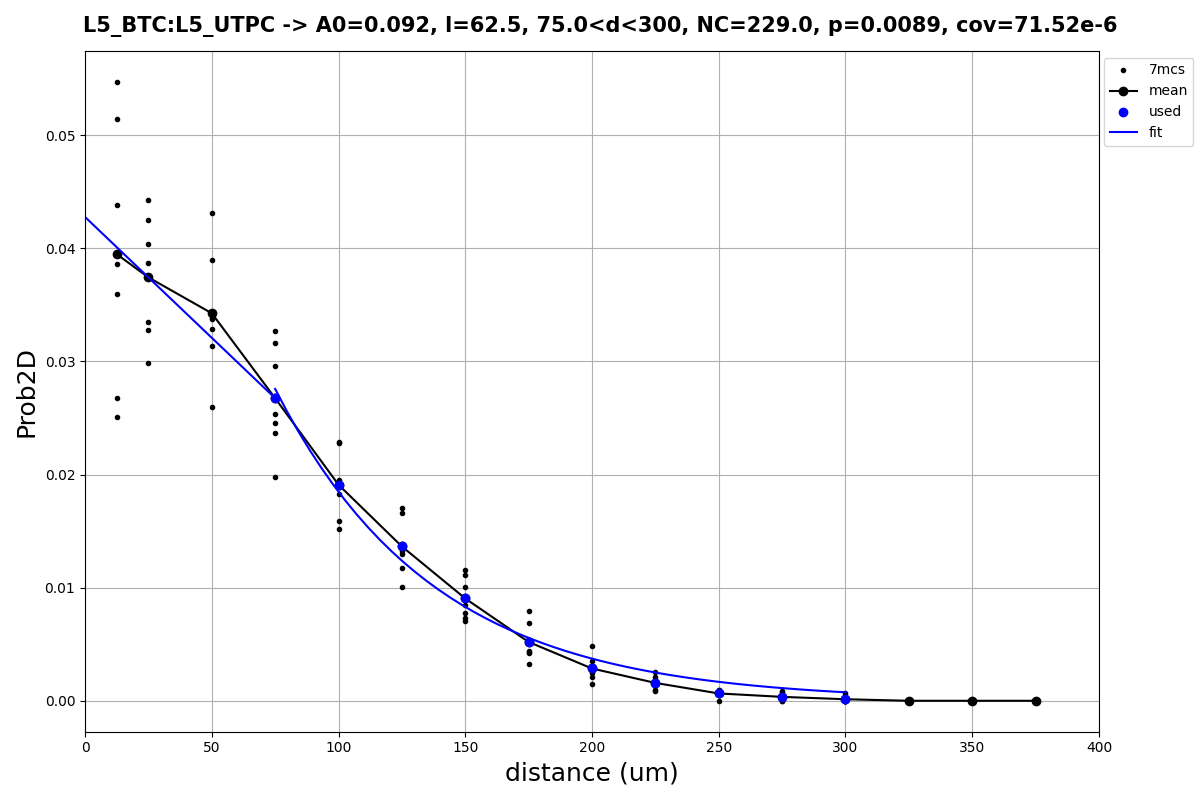 L5_BTC:L5_UTPC -> A0=0.092, l=62.5, 75.0<d<300, NC=229.0, p=0.0089, cov=71.52e-6
7mcs
mean
used
fit
0.05
0.04
0.03
0.02
0.01
0.00
Prob2D
0 50 100 150 200 250 300 350 400
distance (um)